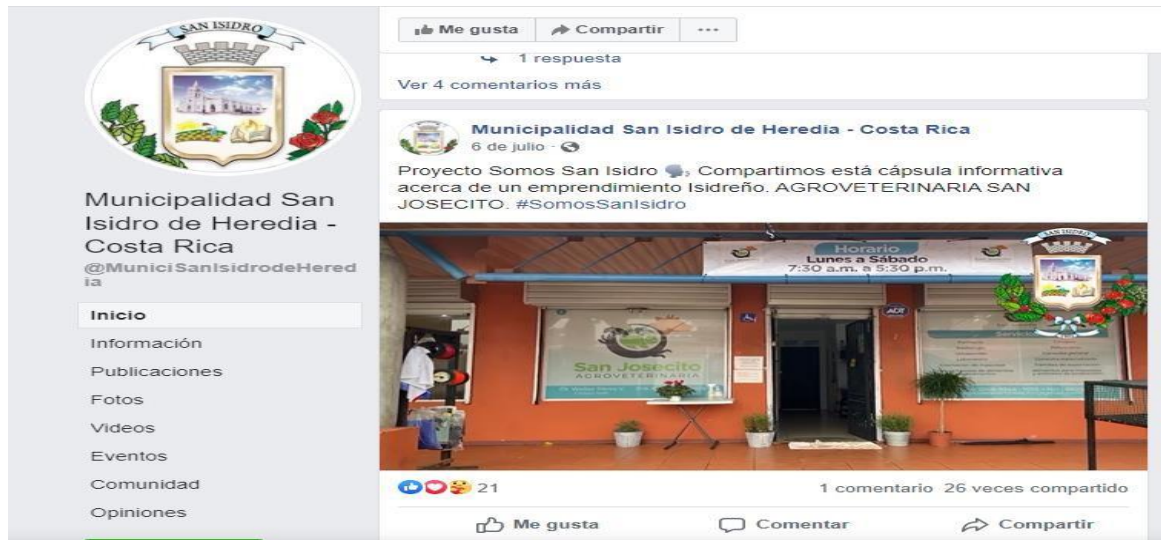 SAN ISIDRO
Municipalidad San
Isidro de Heredia -
Costa Rica
@MuniciSanIsidrodeHered
ia
Inicio
Información
Publicaciones
Fotos
Videos
Eventos
Comunidad
Opiniones
Me gusta
Compartir
1 respuesta
Ver 4 comentarios más
Municipalidad San Isidro de Heredia - Costa Rica
6 de julio
Proyecto Somos San Isidro , Compartimos está cápsula informativa
acerca de un emprendimiento Isidreño. AGROVETERINARIA SAN
JOSECITO. #SomosSanIsidro
SAN ISIDRO
Horario
Lunes a Sábado
7:30 a.m. a 5:30 p.m.
ADT
San Josecito
AGROVETERINARIA
Servicios
21
1 comentario 26 veces compartido
Me gusta
Comentar
Compartir